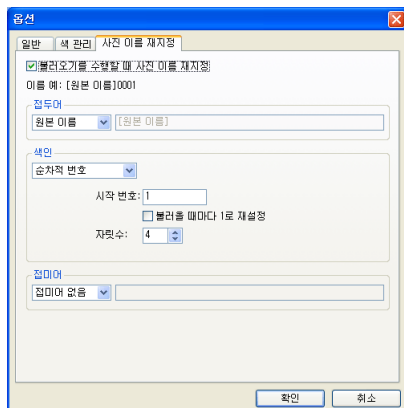 옵션
일반 색 관리 사진 이름 재지정
불러오기를 수행할 때 사진 이름 재지정
이름 예: [원본 이름]0001
접두어
원본 이름 [원본 이름]
색인
순차적 번호
시작 번호: 1
불러올 때마다 1로 재설정
자릿수: 4
접미어
접미어 없음
확인 취소